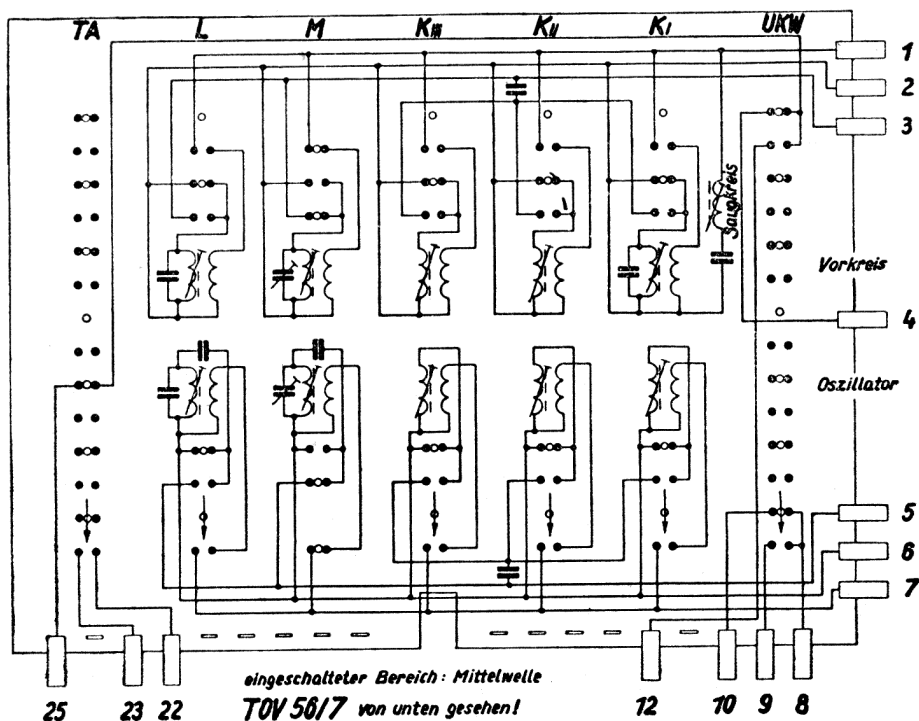 TA L M KIII KII KI UKW
1
2
3
Saugkreis
Vorkreis
4
Oszillator
5
6
7
25 23 22 12 10 9 8
eingeschalteter Bereich: Mittelwelle
TOV 56/7 von unten gesehen!